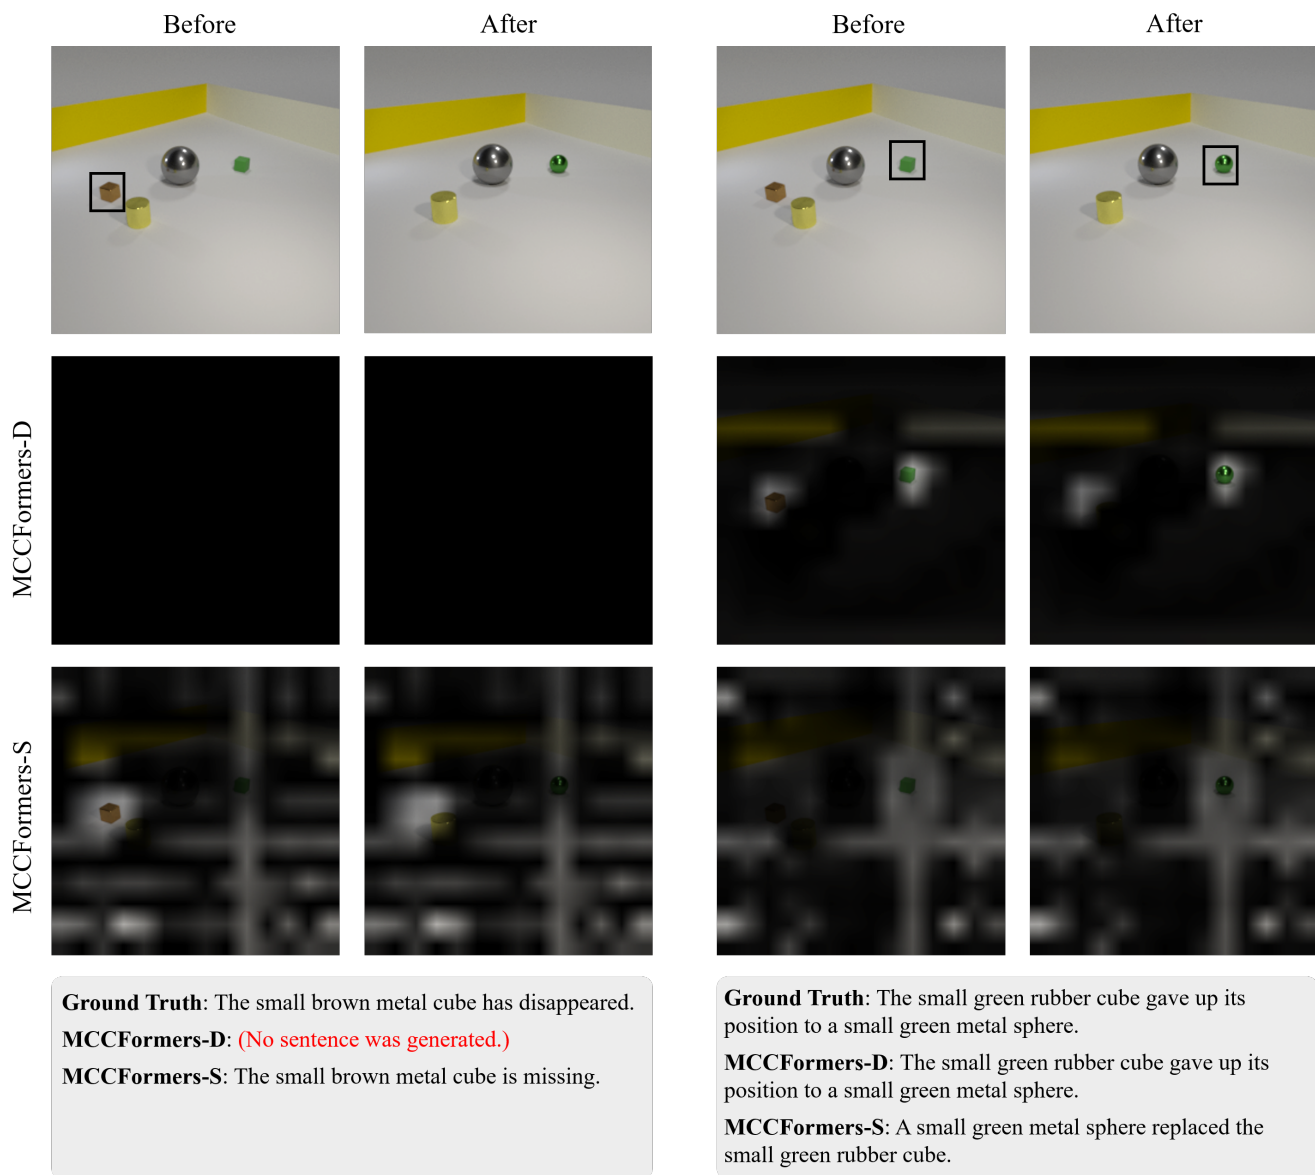 Before
After
Before
After
MCCFormers-D
MCCFormers-S
Ground Truth: The small brown metal cube has disappeared.
MCCFormers-D: (No sentence was generated.)
MCCFormers-S: The small brown metal cube is missing.
Ground Truth: The small green rubber cube gave up its
position to a small green metal sphere.
MCCFormers-D: The small green rubber cube gave up its
position to a small green metal sphere.
MCCFormers-S: A small green metal sphere replaced the
small green rubber cube.